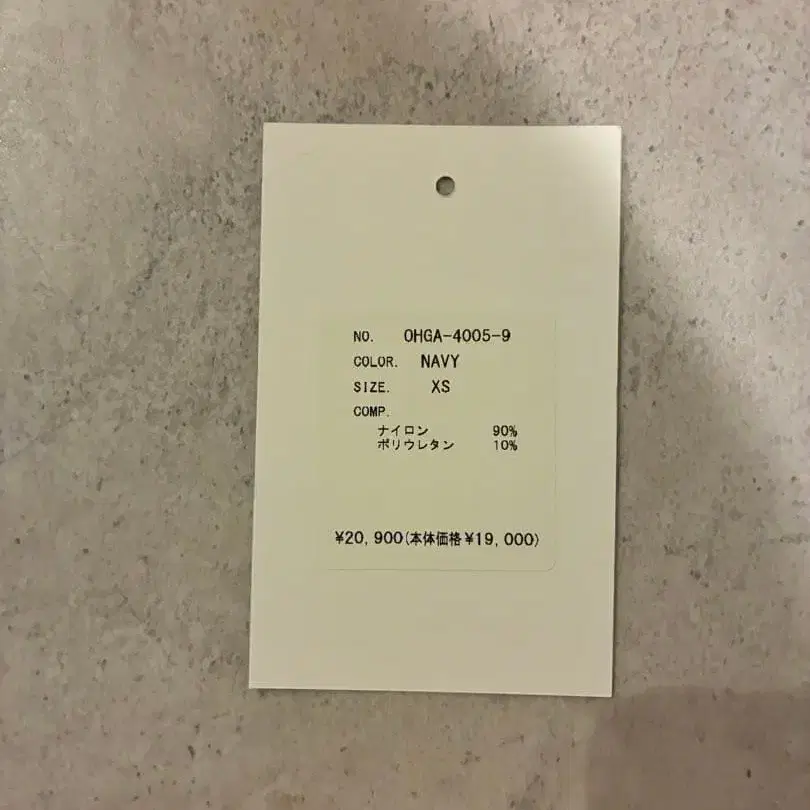 NO. OHGA-4005-9
COLOR. NAVY
SIZE. XS
COMP.
ナイロン 90%
ポリウレタン 10%
¥20,900(本体価格¥19,000)